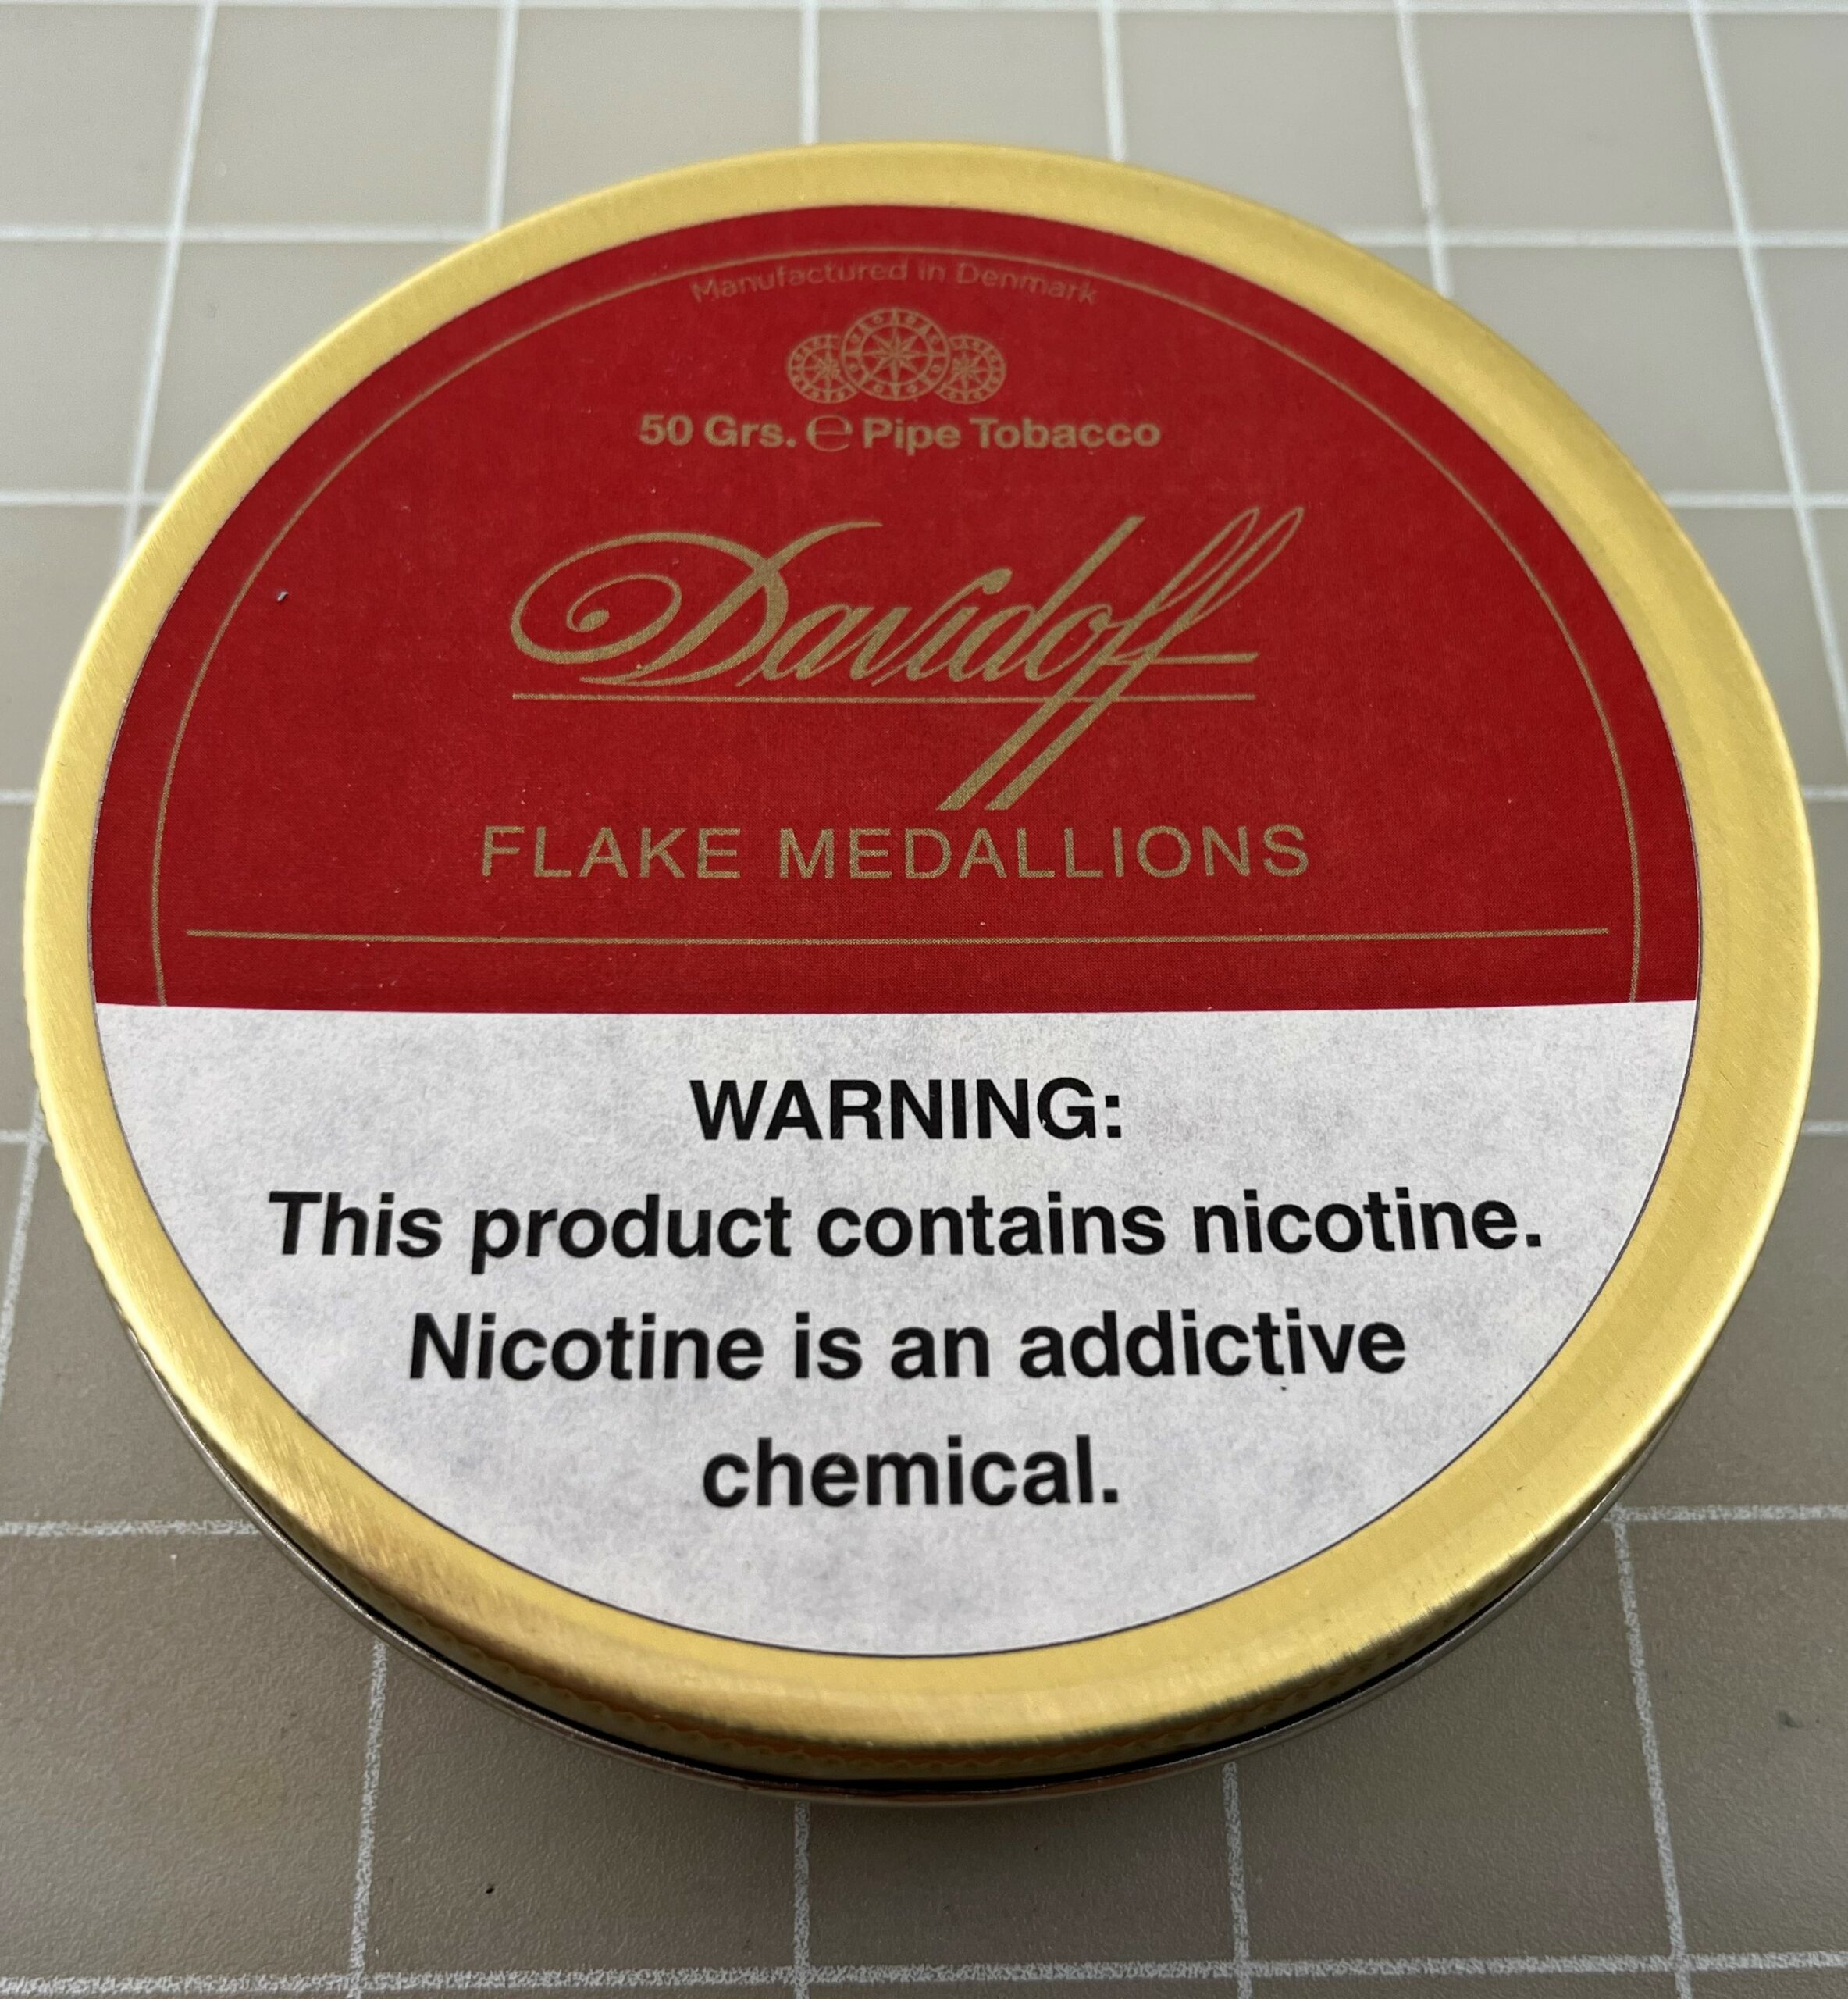 Manufactured in Denmark
50 Grs. ℮ Pipe Tobacco
Davidoff
FLAKE MEDALLIONS
WARNING:
This product contains nicotine.
Nicotine is an addictive
chemical.